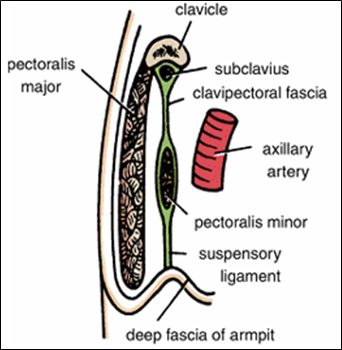 clavicle
pectoralis
major
subclavius
clavipectoral fascia
axillary
artery
pectoralis minor
suspensory
ligament
deep fascia of armpit